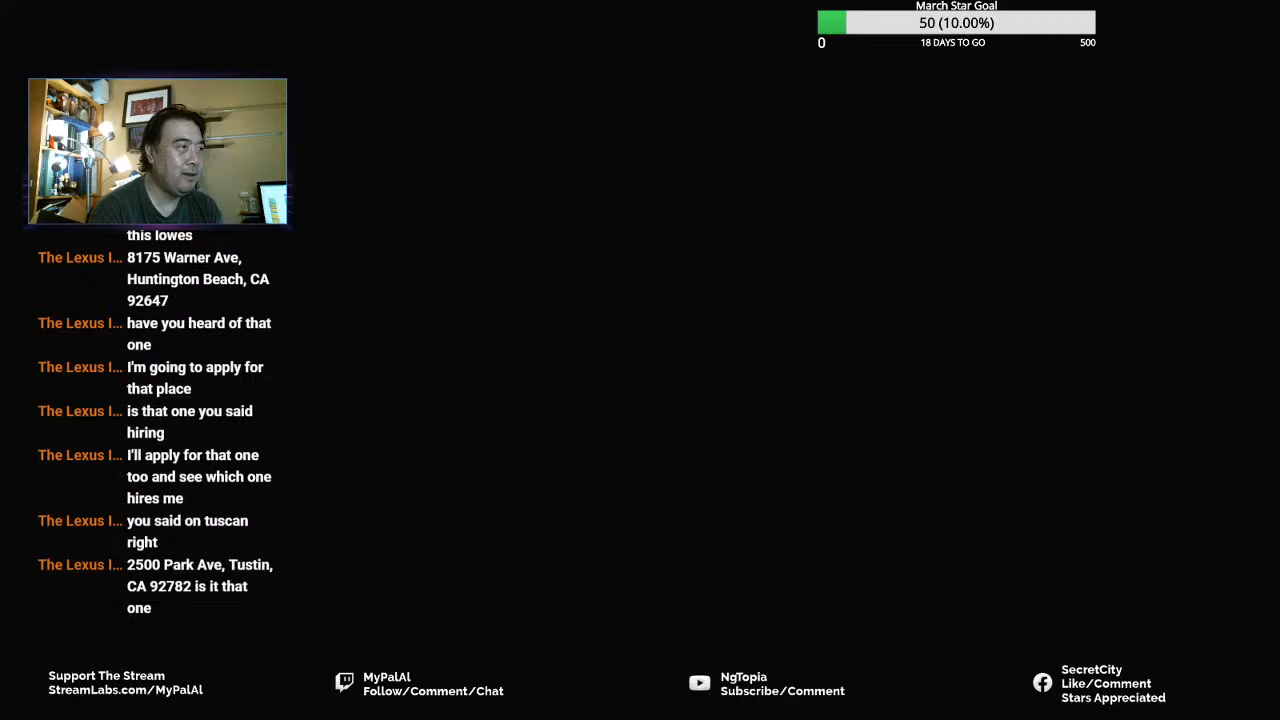 March Star Goal
50 (10.00%)
0
18 DAYS TO GO
500
this lowes
The Lexus I... 8175 Warner Ave,
Huntington Beach, CA
92647
The Lexus I... have you heard of that
one
The Lexus I... I'm going to apply for
that place
The Lexus I... is that one you said
hiring
The Lexus I... I'll apply for that one
too and see which one
hires me
The Lexus I... you said on tuscan
right
The Lexus I... 2500 Park Ave, Tustin,
CA 92782 is it that
one
Support The Stream
StreamLabs.com/MyPalAl
MyPalAl
Follow/Comment/Chat
NgTopia
Subscribe/Comment
SecretCity
Like/Comment
Stars Appreciated